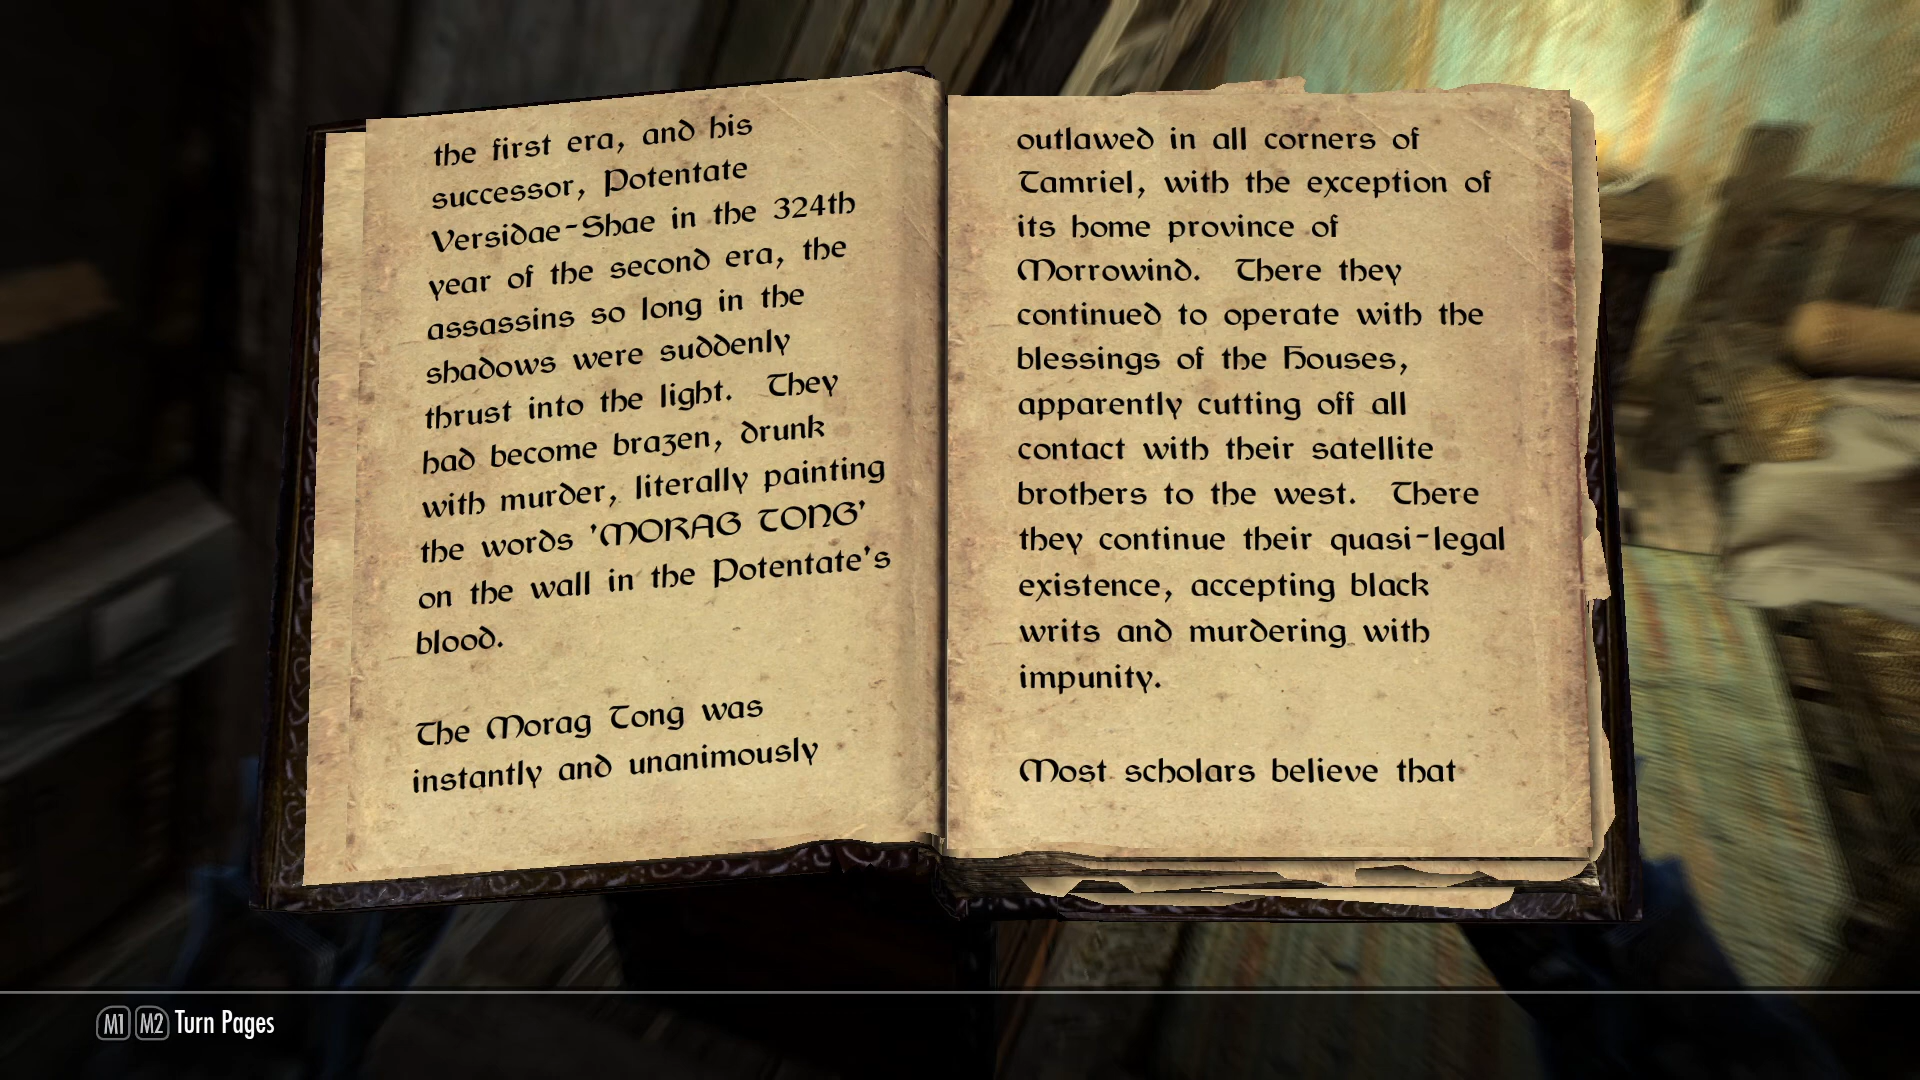 the first era, and his
successor, Potentate
Versidae-Shae in the 324th
year of the second era, the
assassins so long in the
shadows were suddenly
thrust into the light.  They
had become brazen, drunk
with murder, literally painting
the words 'MORAG TONG'
on the wall in the Potentate's
blood.
The Morag Tong was
instantly and unanimously
outlawed in all corners of
Tamriel, with the exception of
its home province of
Morrowind.  There they
continued to operate with the
blessings of the Houses,
apparently cutting off all
contact with their satellite
brothers to the west.  There
they continue their quasi-legal
existence, accepting black
writs and murdering with
impunity.
Most scholars believe that
M1 M2 Turn Pages